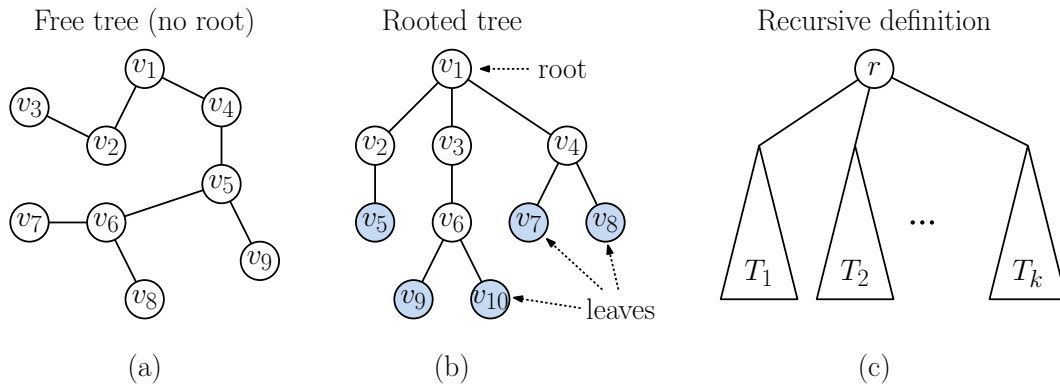 Free tree (no root)
Rooted tree
Recursive definition
v1
v3
v4
v2
v5
v7
v6
v9
v8
(a)
v1
root
v2
v3
v4
v5
v6
v7
v8
v9
v10
leaves
(b)
r
T1
T2
...
Tk
(c)